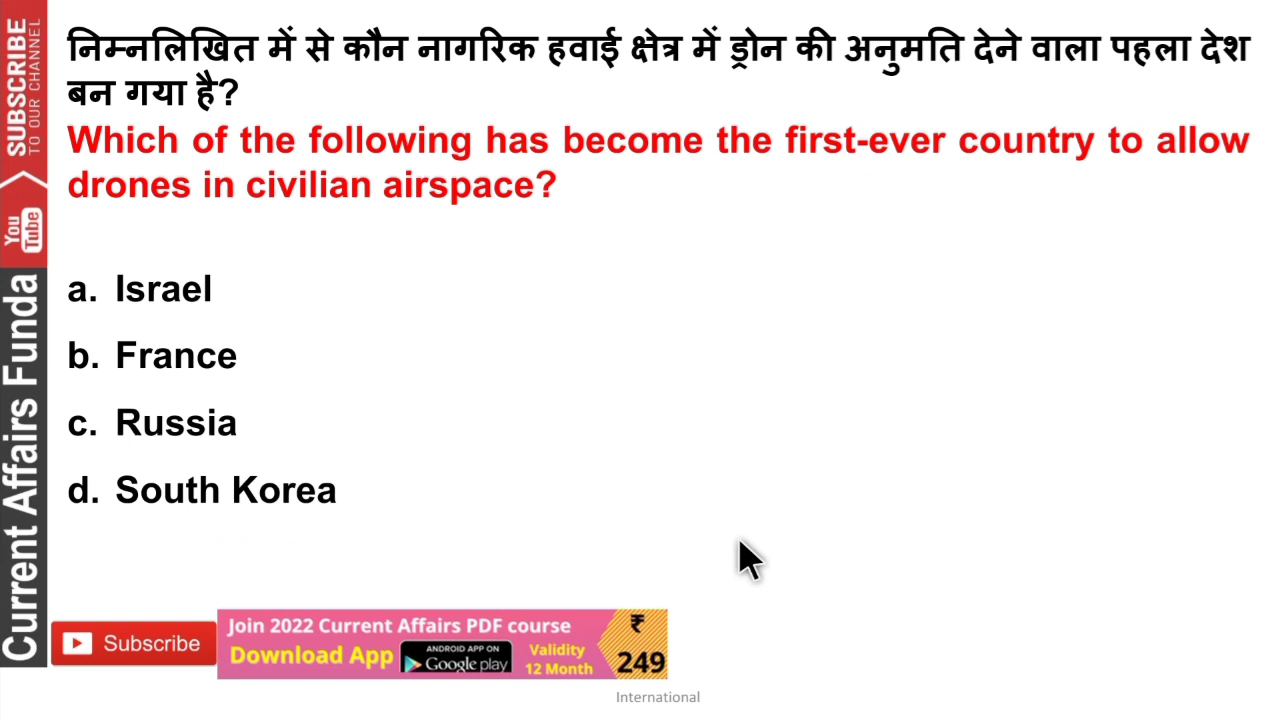 निम्नलिखित में से कौन नागरिक हवाई क्षेत्र में ड्रोन की अनुमति देने वाला पहला देश
बन गया है?
Which of the following has become the first-ever country to allow
drones in civilian airspace?
a. Israel
b. France
c. Russia
d. South Korea
SUBSCRIBE
TO OUR CHANNEL
You
Tube
Current Affairs Funda
Subscribe
Join 2022 Current Affairs PDF course
Download App
ANDROID APP ON
Google play
Validity
12 Month
₹
249
International